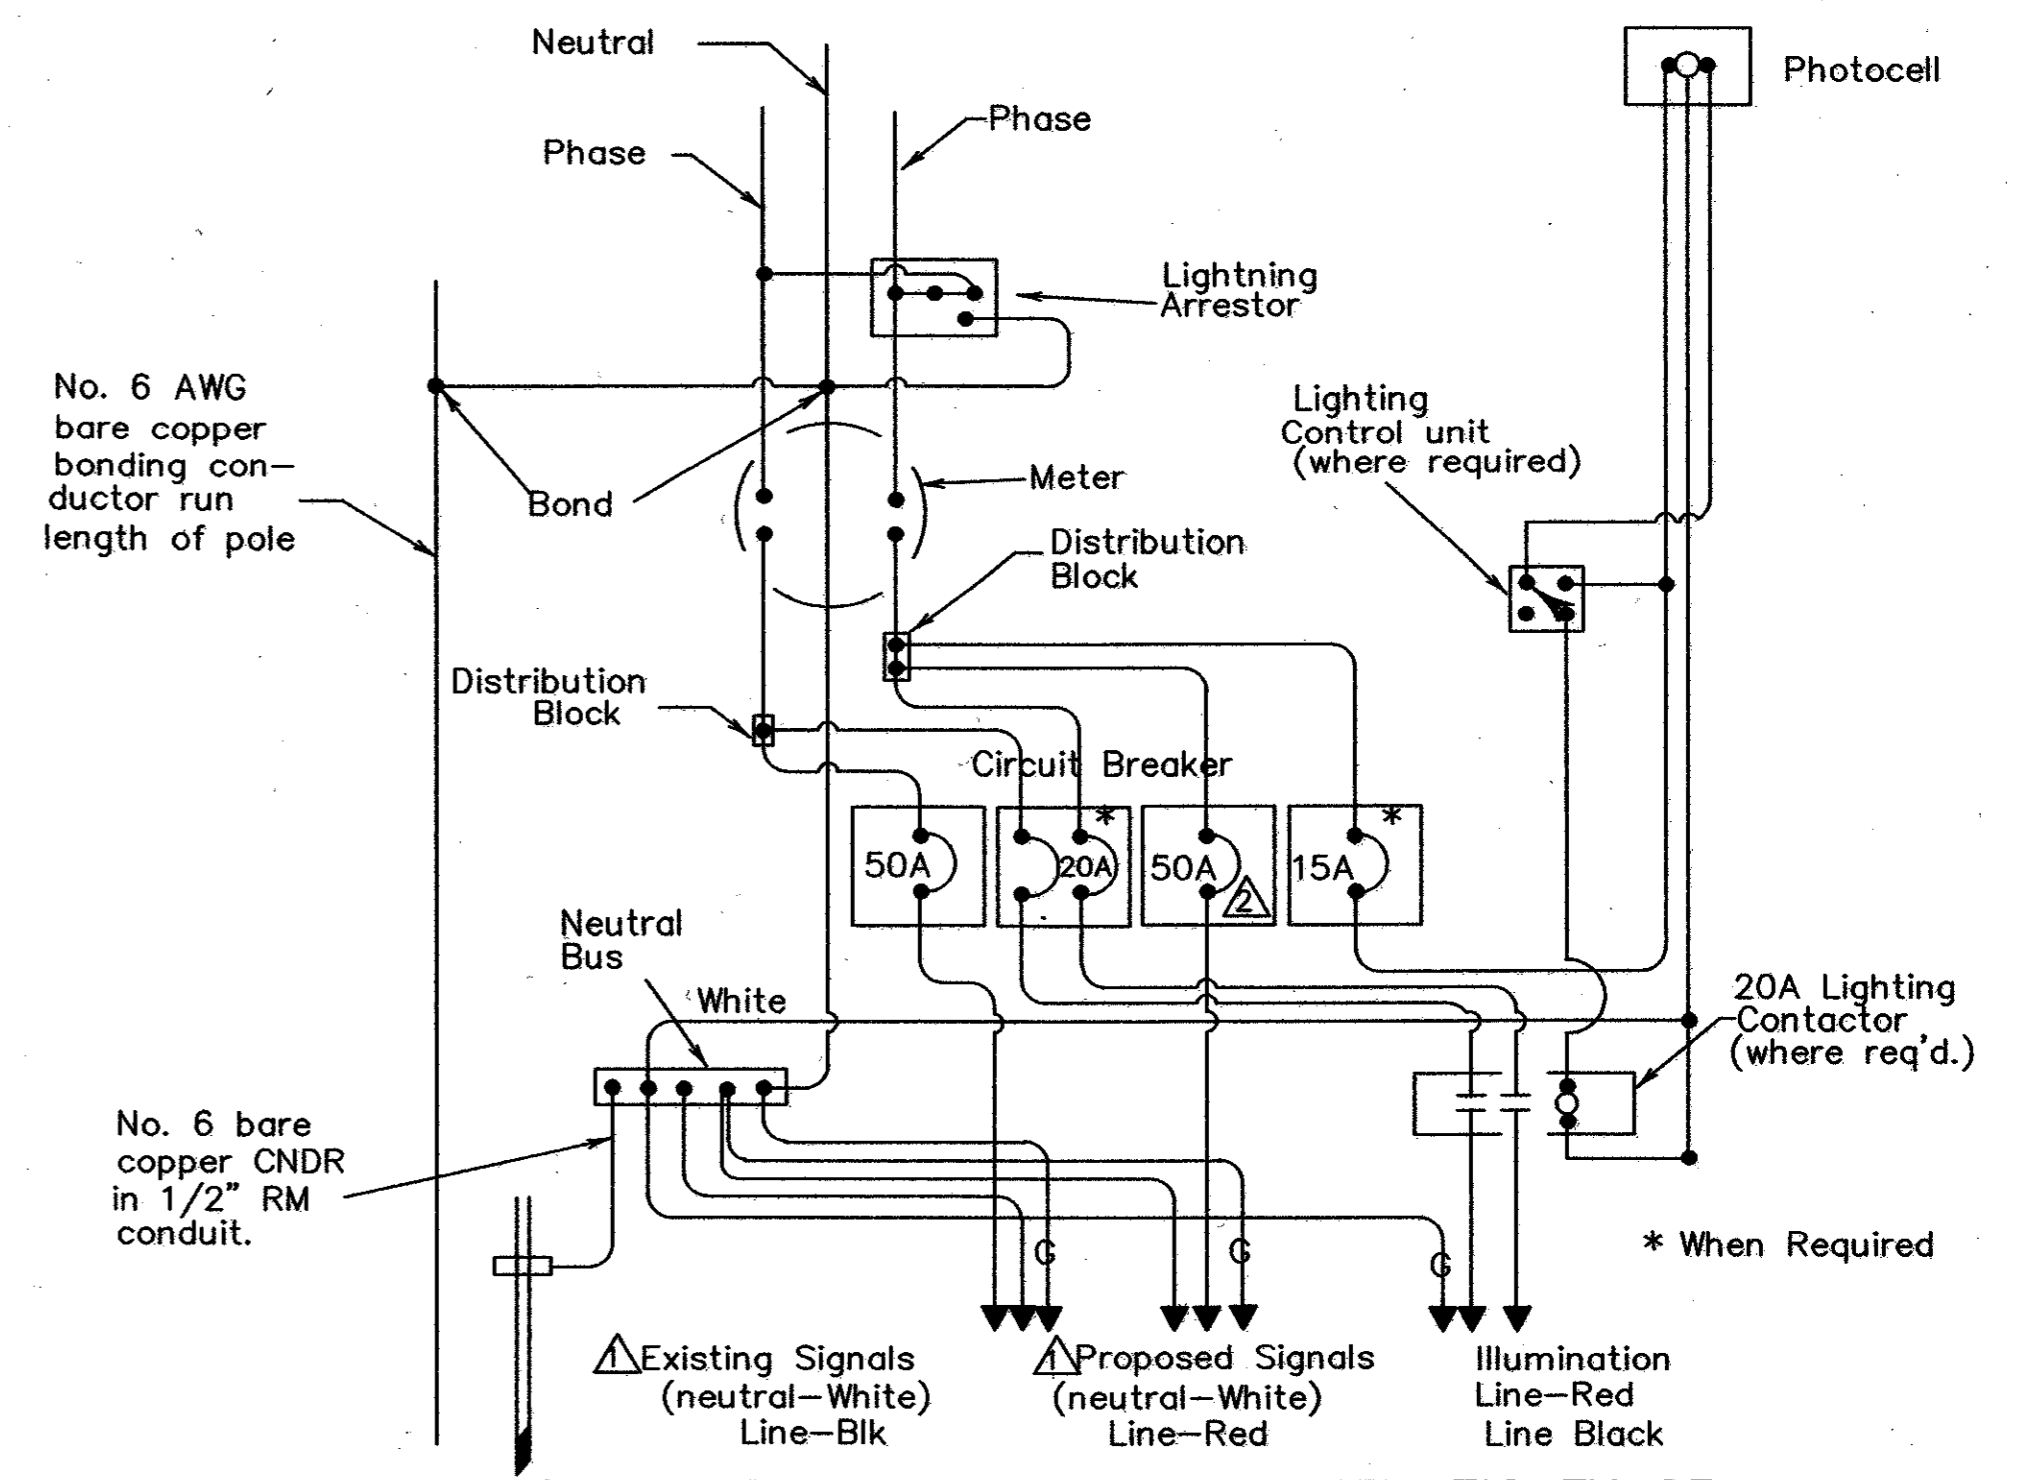 Neutral
Photocell
Phase
Phase
Lightning
Arrestor
No. 6 AWG
bare copper
bonding con-
ductor run
length of pole
Lighting
Control unit
(where required)
Bond
Meter
Distribution
Block
Distribution
Block
Circuit Breaker
*
*
50A
20A
50A
15A
2
Neutral
Bus
White
20A Lighting
Contactor
(where req'd.)
No. 6 bare
copper CNDR
in 1/2" RM
conduit.
* When Required
G
G
G
1 Existing Signals
(neutral-White)
Line-Blk
1 Proposed Signals
(neutral-White)
Line-Red
Illumination
Line-Red
Line Black